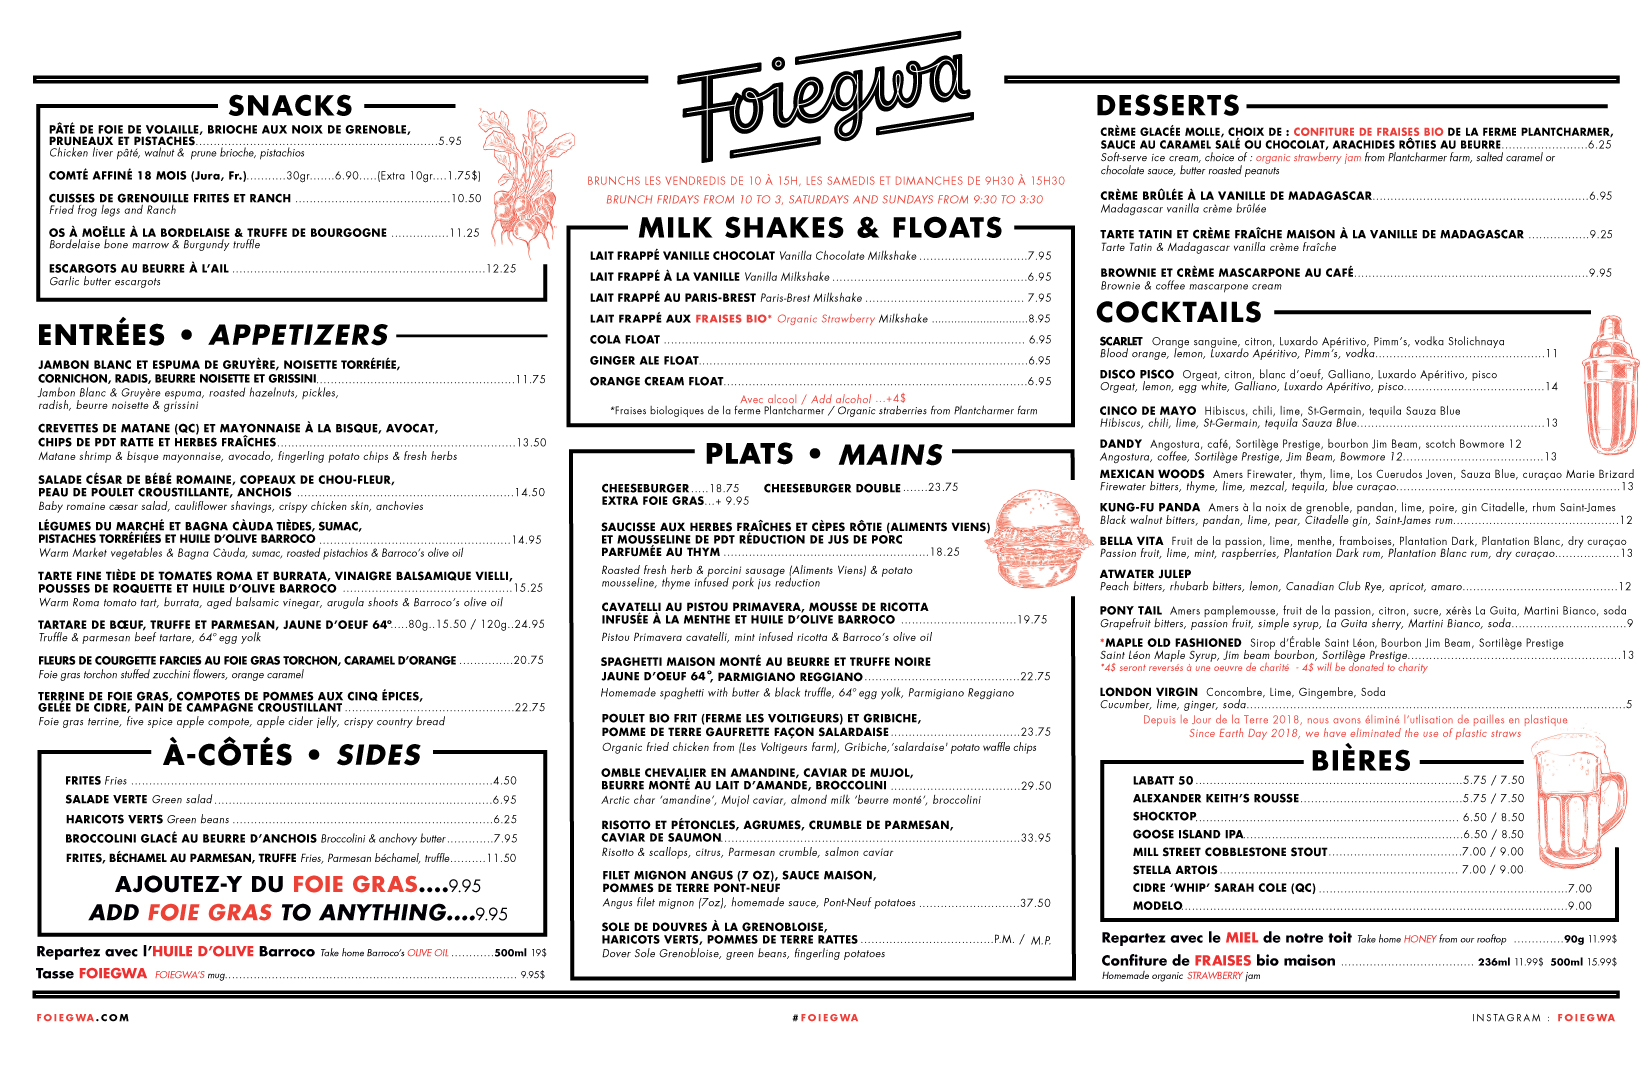 Foiegwa
SNACKS
PÂTÉ DE FOIE DE VOLAILLE, BRIOCHE AUX NOIX DE GRENOBLE,
PRUNEAUX ET PISTACHES...5.95
Chicken liver pâté, walnut & prune brioche, pistachios
COMTÉ AFFINÉ 18 MOIS (Jura, Fr.)...30gr...6.90...(Extra 10gr...1.75$)
CUISSES DE GRENOUILLE FRITES ET RANCH ...10.50
Fried frog legs and Ranch
OS À MOËLLE À LA BORDELAISE & TRUFFE DE BOURGOGNE ...11.25
Bordelaise bone marrow & Burgundy truffle
ESCARGOTS AU BEURRE À L'AIL ...12.25
Garlic butter escargots
ENTRÉES • APPETIZERS
JAMBON BLANC ET ESPUMA DE GRUYÈRE, NOISETTE TORRÉFIÉE,
CORNICHON, RADIS, BEURRE NOISETTE ET GRISSINI...11.75
Jambon Blanc & Gruyère espuma, roasted hazelnuts, pickles,
radish, beurre noisette & grissini
CREVETTES DE MATANE (QC) ET MAYONNAISE À LA BISQUE, AVOCAT,
CHIPS DE PDT RATTE ET HERBES FRAÎCHES...13.50
Matane shrimp & bisque mayonnaise, avocado, fingerling potato chips & fresh herbs
SALADE CÉSAR DE BÉBÉ ROMAINE, COPEAUX DE CHOU-FLEUR,
PEAU DE POULET CROUSTILLANTE, ANCHOIS ...14.50
Baby romaine cæsar salad, cauliflower shavings, crispy chicken skin, anchovies
LÉGUMES DU MARCHÉ ET BAGNA CÀUDA TIÈDES, SUMAC,
PISTACHES TORRÉFIÉES ET HUILE D'OLIVE BARROCO ...14.95
Warm Market vegetables & Bagna Càuda, sumac, roasted pistachios & Barroco's olive oil
TARTE FINE TIÈDE DE TOMATES ROMA ET BURRATA, VINAIGRE BALSAMIQUE VIELLI,
POUSSES DE ROQUETTE ET HUILE D'OLIVE BARROCO ...15.25
Warm Roma tomato tart, burrata, aged balsamic vinegar, arugula shoots & Barroco's olive oil
TARTARE DE BŒUF, TRUFFE ET PARMESAN, JAUNE D'OEUF 64º...80g..15.50 / 120g..24.95
Truffle & parmesan beef tartare, 64º egg yolk
FLEURS DE COURGETTE FARCIES AU FOIE GRAS TORCHON, CARAMEL D'ORANGE ...20.75
Foie gras torchon stuffed zucchini flowers, orange caramel
TERRINE DE FOIE GRAS, COMPOTES DE POMMES AUX CINQ ÉPICES,
GELÉE DE CIDRE, PAIN DE CAMPAGNE CROUSTILLANT ...22.75
Foie gras terrine, five spice apple compote, apple cider jelly, crispy country bread
À-CÔTÉS • SIDES
FRITES Fries ...4.50
SALADE VERTE Green salad ...6.95
HARICOTS VERTS Green beans ...6.25
BROCCOLINI GLACÉ AU BEURRE D'ANCHOIS Broccolini & anchovy butter ...7.95
FRITES, BÉCHAMEL AU PARMESAN, TRUFFE Fries, Parmesan béchamel, truffle...11.50
AJOUTEZ-Y DU FOIE GRAS....9.95
ADD FOIE GRAS TO ANYTHING....9.95
Repartez avec l'HUILE D'OLIVE Barroco Take home Barroco's OLIVE OIL ...500ml 19$
Tasse FOIEGWA FOIEGWA'S mug... 9.95$
BRUNCHS LES VENDREDIS DE 10 À 15H, LES SAMEDIS ET DIMANCHES DE 9H30 À 15H30
BRUNCH FRIDAYS FROM 10 TO 3, SATURDAYS AND SUNDAYS FROM 9:30 TO 3:30
MILK SHAKES & FLOATS
LAIT FRAPPÉ VANILLE CHOCOLAT Vanilla Chocolate Milkshake ...7.95
LAIT FRAPPÉ À LA VANILLE Vanilla Milkshake ...6.95
LAIT FRAPPÉ AU PARIS-BREST Paris-Brest Milkshake ... 7.95
LAIT FRAPPÉ AUX FRAISES BIO* Organic Strawberry Milkshake ...8.95
COLA FLOAT ... 6.95
GINGER ALE FLOAT...6.95
ORANGE CREAM FLOAT...6.95
Avec alcool / Add alcohol ...+4$
*Fraises biologiques de la ferme Plantcharmer / Organic straberries from Plantcharmer farm
PLATS • MAINS
CHEESEBURGER.....18.75 CHEESEBURGER DOUBLE.......23.75
EXTRA FOIE GRAS...+ 9.95
SAUCISSE AUX HERBES FRAÎCHES ET CÈPES RÔTIE (ALIMENTS VIENS)
ET MOUSSELINE DE PDT RÉDUCTION DE JUS DE PORC
PARFUMÉE AU THYM ...18.25
Roasted fresh herb & porcini sausage (Aliments Viens) & potato
mousseline, thyme infused pork jus reduction
CAVATELLI AU PISTOU PRIMAVERA, MOUSSE DE RICOTTA
INFUSÉE À LA MENTHE ET HUILE D'OLIVE BARROCO ...19.75
Pistou Primavera cavatelli, mint infused ricotta & Barroco's olive oil
SPAGHETTI MAISON MONTÉ AU BEURRE ET TRUFFE NOIRE
JAUNE D'OEUF 64º, PARMIGIANO REGGIANO...22.75
Homemade spaghetti with butter & black truffle, 64º egg yolk, Parmigiano Reggiano
POULET BIO FRIT (FERME LES VOLTIGEURS) ET GRIBICHE,
POMME DE TERRE GAUFRETTE FAÇON SALARDAISE...23.75
Organic fried chicken from (Les Voltigeurs farm), Gribiche,'salardaise' potato waffle chips
OMBLE CHEVALIER EN AMANDINE, CAVIAR DE MUJOL,
BEURRE MONTÉ AU LAIT D'AMANDE, BROCCOLINI ...29.50
Arctic char 'amandine', Mujol caviar, almond milk 'beurre monté', broccolini
RISOTTO ET PÉTONCLES, AGRUMES, CRUMBLE DE PARMESAN,
CAVIAR DE SAUMON...33.95
Risotto & scallops, citrus, Parmesan crumble, salmon caviar
FILET MIGNON ANGUS (7 OZ), SAUCE MAISON,
POMMES DE TERRE PONT-NEUF
Angus filet mignon (7oz), homemade sauce, Pont-Neuf potatoes ...37.50
SOLE DE DOUVRES À LA GRENOBLOISE,
HARICOTS VERTS, POMMES DE TERRE RATTES ...P.M. / M.P.
Dover Sole Grenobloise, green beans, fingerling potatoes
DESSERTS
CRÈME GLACÉE MOLLE, CHOIX DE : CONFITURE DE FRAISES BIO DE LA FERME PLANTCHARMER,
SAUCE AU CARAMEL SALÉ OU CHOCOLAT, ARACHIDES RÔTIES AU BEURRE...6.25
Soft-serve ice cream, choice of : organic strawberry jam from Plantcharmer farm, salted caramel or
chocolate sauce, butter roasted peanuts
CRÈME BRÛLÉE À LA VANILLE DE MADAGASCAR...6.95
Madagascar vanilla crème brûlée
TARTE TATIN ET CRÈME FRAÎCHE MAISON À LA VANILLE DE MADAGASCAR ...9.25
Tarte Tatin & Madagascar vanilla crème fraîche
BROWNIE ET CRÈME MASCARPONE AU CAFÉ...9.95
Brownie & coffee mascarpone cream
COCKTAILS
SCARLET Orange sanguine, citron, Luxardo Apéritivo, Pimm's, vodka Stolichnaya
Blood orange, lemon, Luxardo Apéritivo, Pimm's, vodka...11
DISCO PISCO Orgeat, citron, blanc d'oeuf, Galliano, Luxardo Apéritivo, pisco
Orgeat, lemon, egg white, Galliano, Luxardo Apéritivo, pisco...14
CINCO DE MAYO Hibiscus, chili, lime, St-Germain, tequila Sauza Blue
Hibiscus, chili, lime, St-Germain, tequila Sauza Blue...13
DANDY Angostura, café, Sortilège Prestige, bourbon Jim Beam, scotch Bowmore 12
Angostura, coffee, Sortilège Prestige, Jim Beam, Bowmore 12...13
MEXICAN WOODS Amers Firewater, thym, lime, Los Cuerudos Joven, Sauza Blue, curaçao Marie Brizard
Firewater bitters, thyme, lime, mezcal, tequila, blue curaçao...13
KUNG-FU PANDA Amers à la noix de grenoble, pandan, lime, poire, gin Citadelle, rhum Saint-James
Black walnut bitters, pandan, lime, pear, Citadelle gin, Saint-James rum...12
BELLA VITA Fruit de la passion, lime, menthe, framboises, Plantation Dark, Plantation Blanc, dry curaçao
Passion fruit, lime, mint, raspberries, Plantation Dark rum, Plantation Blanc rum, dry curaçao...13
ATWATER JULEP
Peach bitters, rhubarb bitters, lemon, Canadian Club Rye, apricot, amaro...12
PONY TAIL Amers pamplemousse, fruit de la passion, citron, sucre, xérès La Guita, Martini Bianco, soda
Grapefruit bitters, passion fruit, simple syrup, La Guita sherry, Martini Bianco, soda...9
*MAPLE OLD FASHIONED Sirop d'Érable Saint Léon, Bourbon Jim Beam, Sortilège Prestige
Saint Léon Maple Syrup, Jim beam bourbon, Sortilège Prestige...13
*4$ seront reversés à une oeuvre de charité - 4$ will be donated to charity
LONDON VIRGIN Concombre, Lime, Gingembre, Soda
Cucumber, lime, ginger, soda...5
Depuis le Jour de la Terre 2018, nous avons éliminé l'utlisation de pailles en plastique
Since Earth Day 2018, we have eliminated the use of plastic straws
BIÈRES
LABATT 50...5.75 / 7.50
ALEXANDER KEITH'S ROUSSE...5.75 / 7.50
SHOCKTOP... 6.50 / 8.50
GOOSE ISLAND IPA...6.50 / 8.50
MILL STREET COBBLESTONE STOUT...7.00 / 9.00
STELLA ARTOIS ... 7.00 / 9.00
CIDRE 'WHIP' SARAH COLE (QC) ...7.00
MODELO...9.00
Repartez avec le MIEL de notre toit Take home HONEY from our rooftop ...90g 11.99$
Confiture de FRAISES bio maison ... 236ml 11.99$ 500ml 15.99$
Homemade organic STRAWBERRY jam
FOIEGWA.COM
#FOIEGWA
INSTAGRAM : FOIEGWA